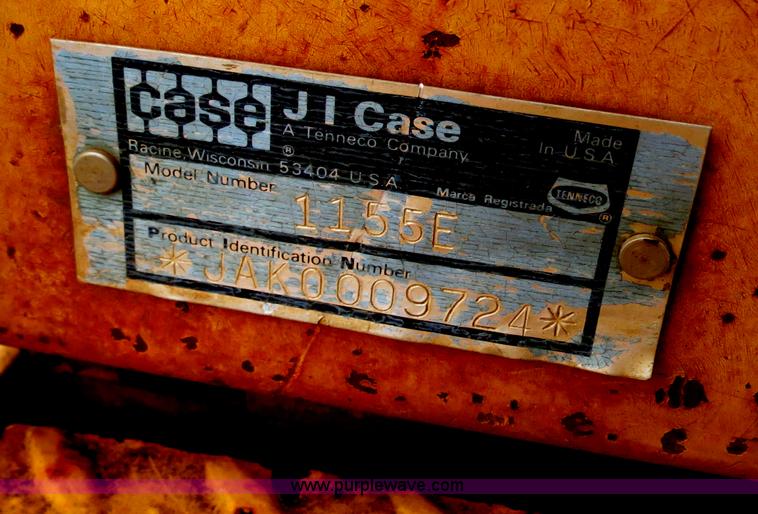 case
J I Case
A Tenneco Company
Made
In U.S.A.
Racine, Wisconsin ® 53404 U.S.A.
Marca Registrada
TENNECO ®
Model Number
1155E
Product Identification Number
*JAK0009724*
www.purplewave.com